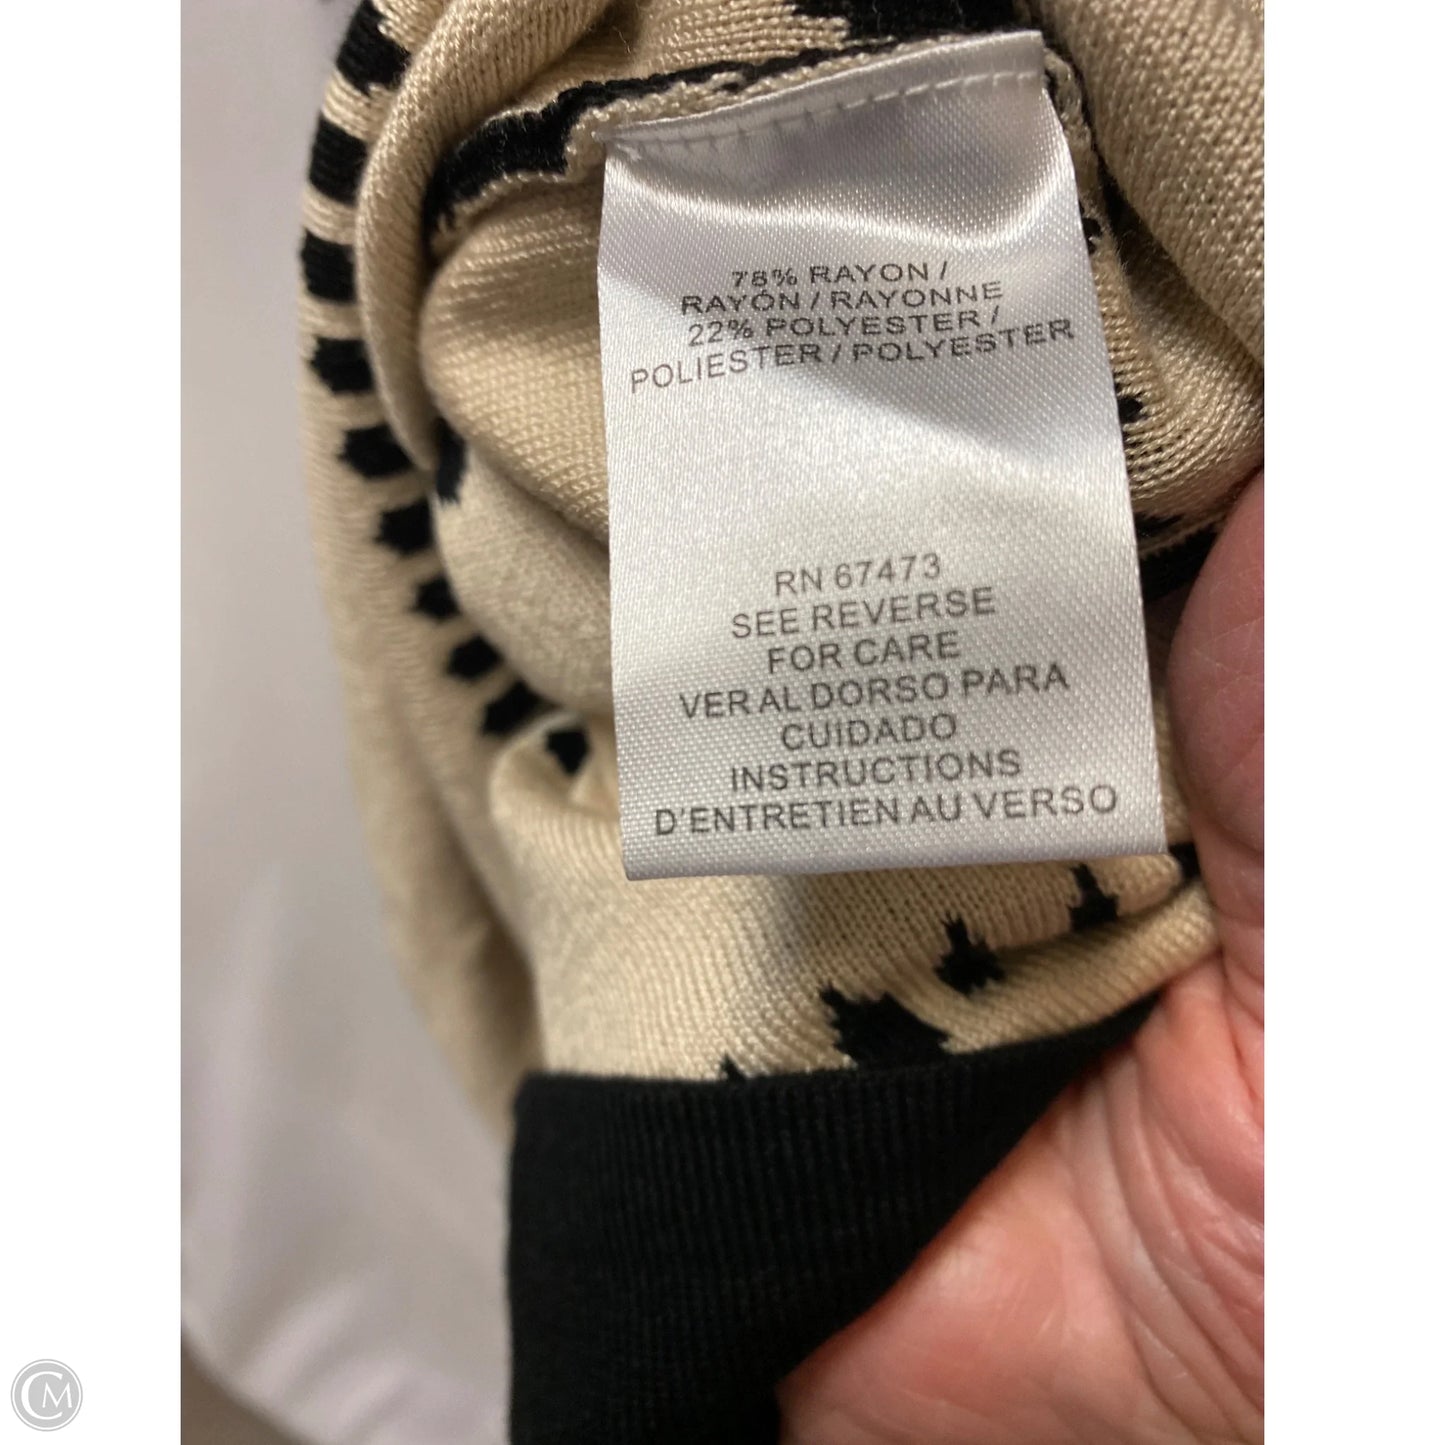 78% RAYON /
RAYÓN / RAYONNE
22% POLYESTER /
POLIESTER / POLYESTER
RN 67473
SEE REVERSE
FOR CARE
VER AL DORSO PARA
CUIDADO
INSTRUCTIONS
D'ENTRETIEN AU VERSO
CM